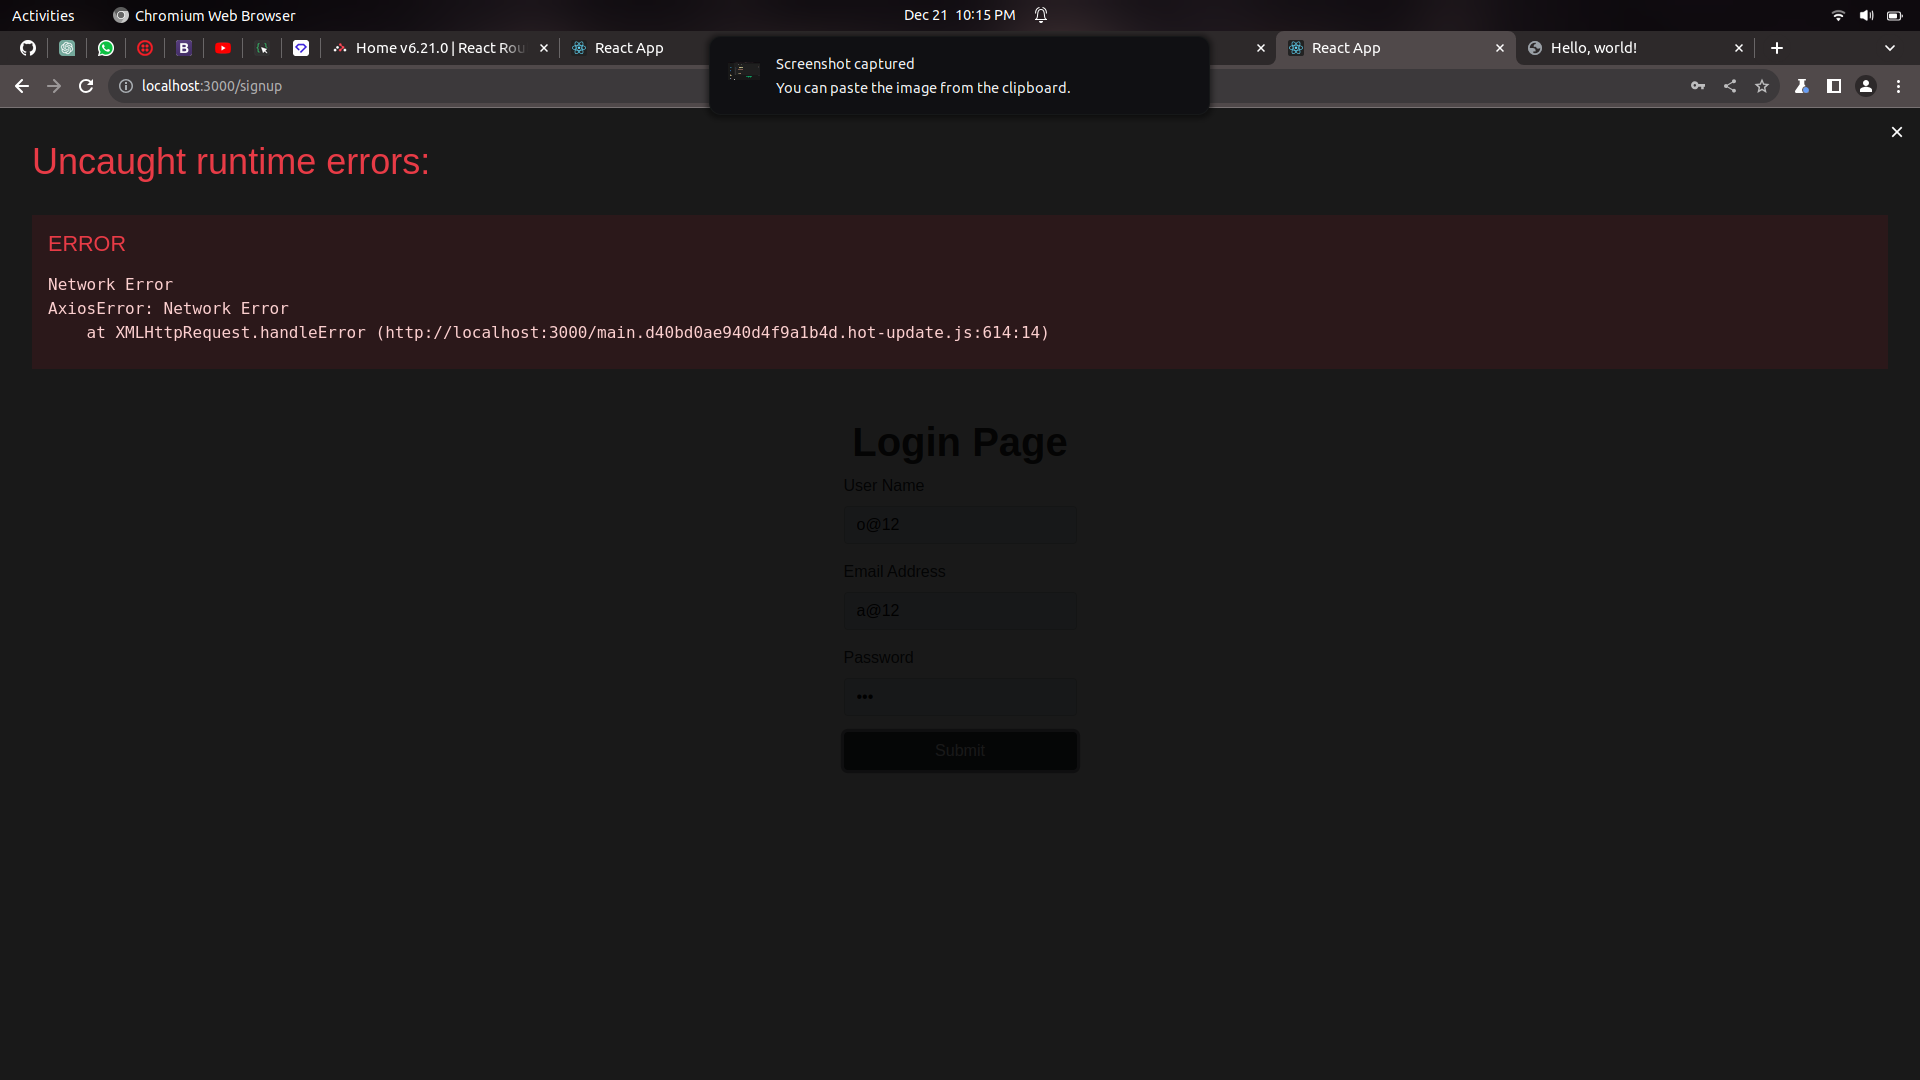 Activities
Chromium Web Browser
Dec 21 10:15 PM
B
Home v6.21.0 | React Rou
React App
React App
Hello, world!
localhost:3000/signup
Screenshot captured
You can paste the image from the clipboard.
Uncaught runtime errors:
ERROR
Network Error
AxiosError: Network Error
    at XMLHttpRequest.handleError (http://localhost:3000/main.d40bd0ae940d4f9a1b4d.hot-update.js:614:14)
Login Page
User Name
o@12
Email Address
a@12
Password
•••
Submit